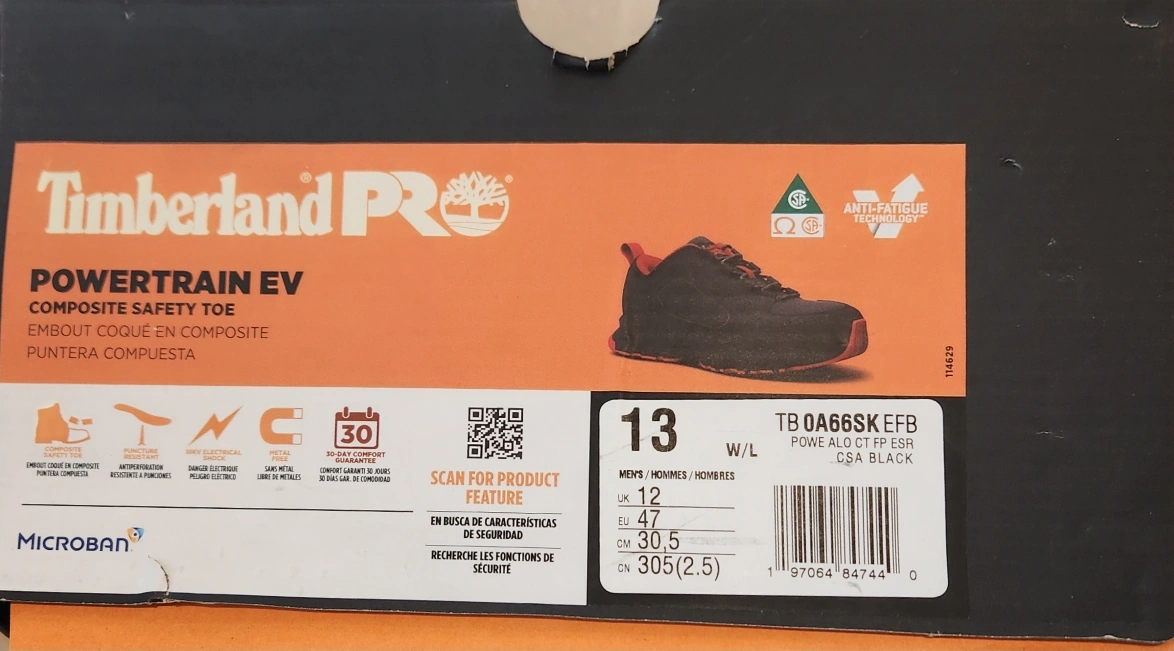 Timberland® PRO®
POWERTRAIN EV
COMPOSITE SAFETY TOE
EMBOUT COQUÉ EN COMPOSITE
PUNTERA COMPUESTA
CSA
Ω CSA
ANTI-FATIGUE
TECHNOLOGY™
114629
COMPOSITE
SAFETY TOE
EMBOUT COQUÉ EN COMPOSITE
PUNTERA COMPUESTA
PUNCTURE
RESISTANT
ANTIPERFORATION
RESISTENTE A PUNCIONES
ELECTRICAL
SHOCK
DANGER ÉLECTRIQUE
PELIGRO ELÉCTRICO
METAL
FREE
SANS MÉTAL
LIBRE DE METALES
30
30-DAY COMFORT
GUARANTEE
CONFORT GARANTI 30 JOURS
30 DÍAS GAR. DE COMODIDAD
MICROBAN
SCAN FOR PRODUCT
FEATURE
EN BUSCA DE CARACTERÍSTICAS
DE SEGURIDAD
RECHERCHE LES FONCTIONS DE
SÉCURITÉ
13 W/L
MEN'S / HOMMES / HOMBRES
UK 12
EU 47
CM 30,5
CN 305(2.5)
TB 0A66SK EFB
POWE ALO CT FP ESR
CSA BLACK
1 97064 84744 0